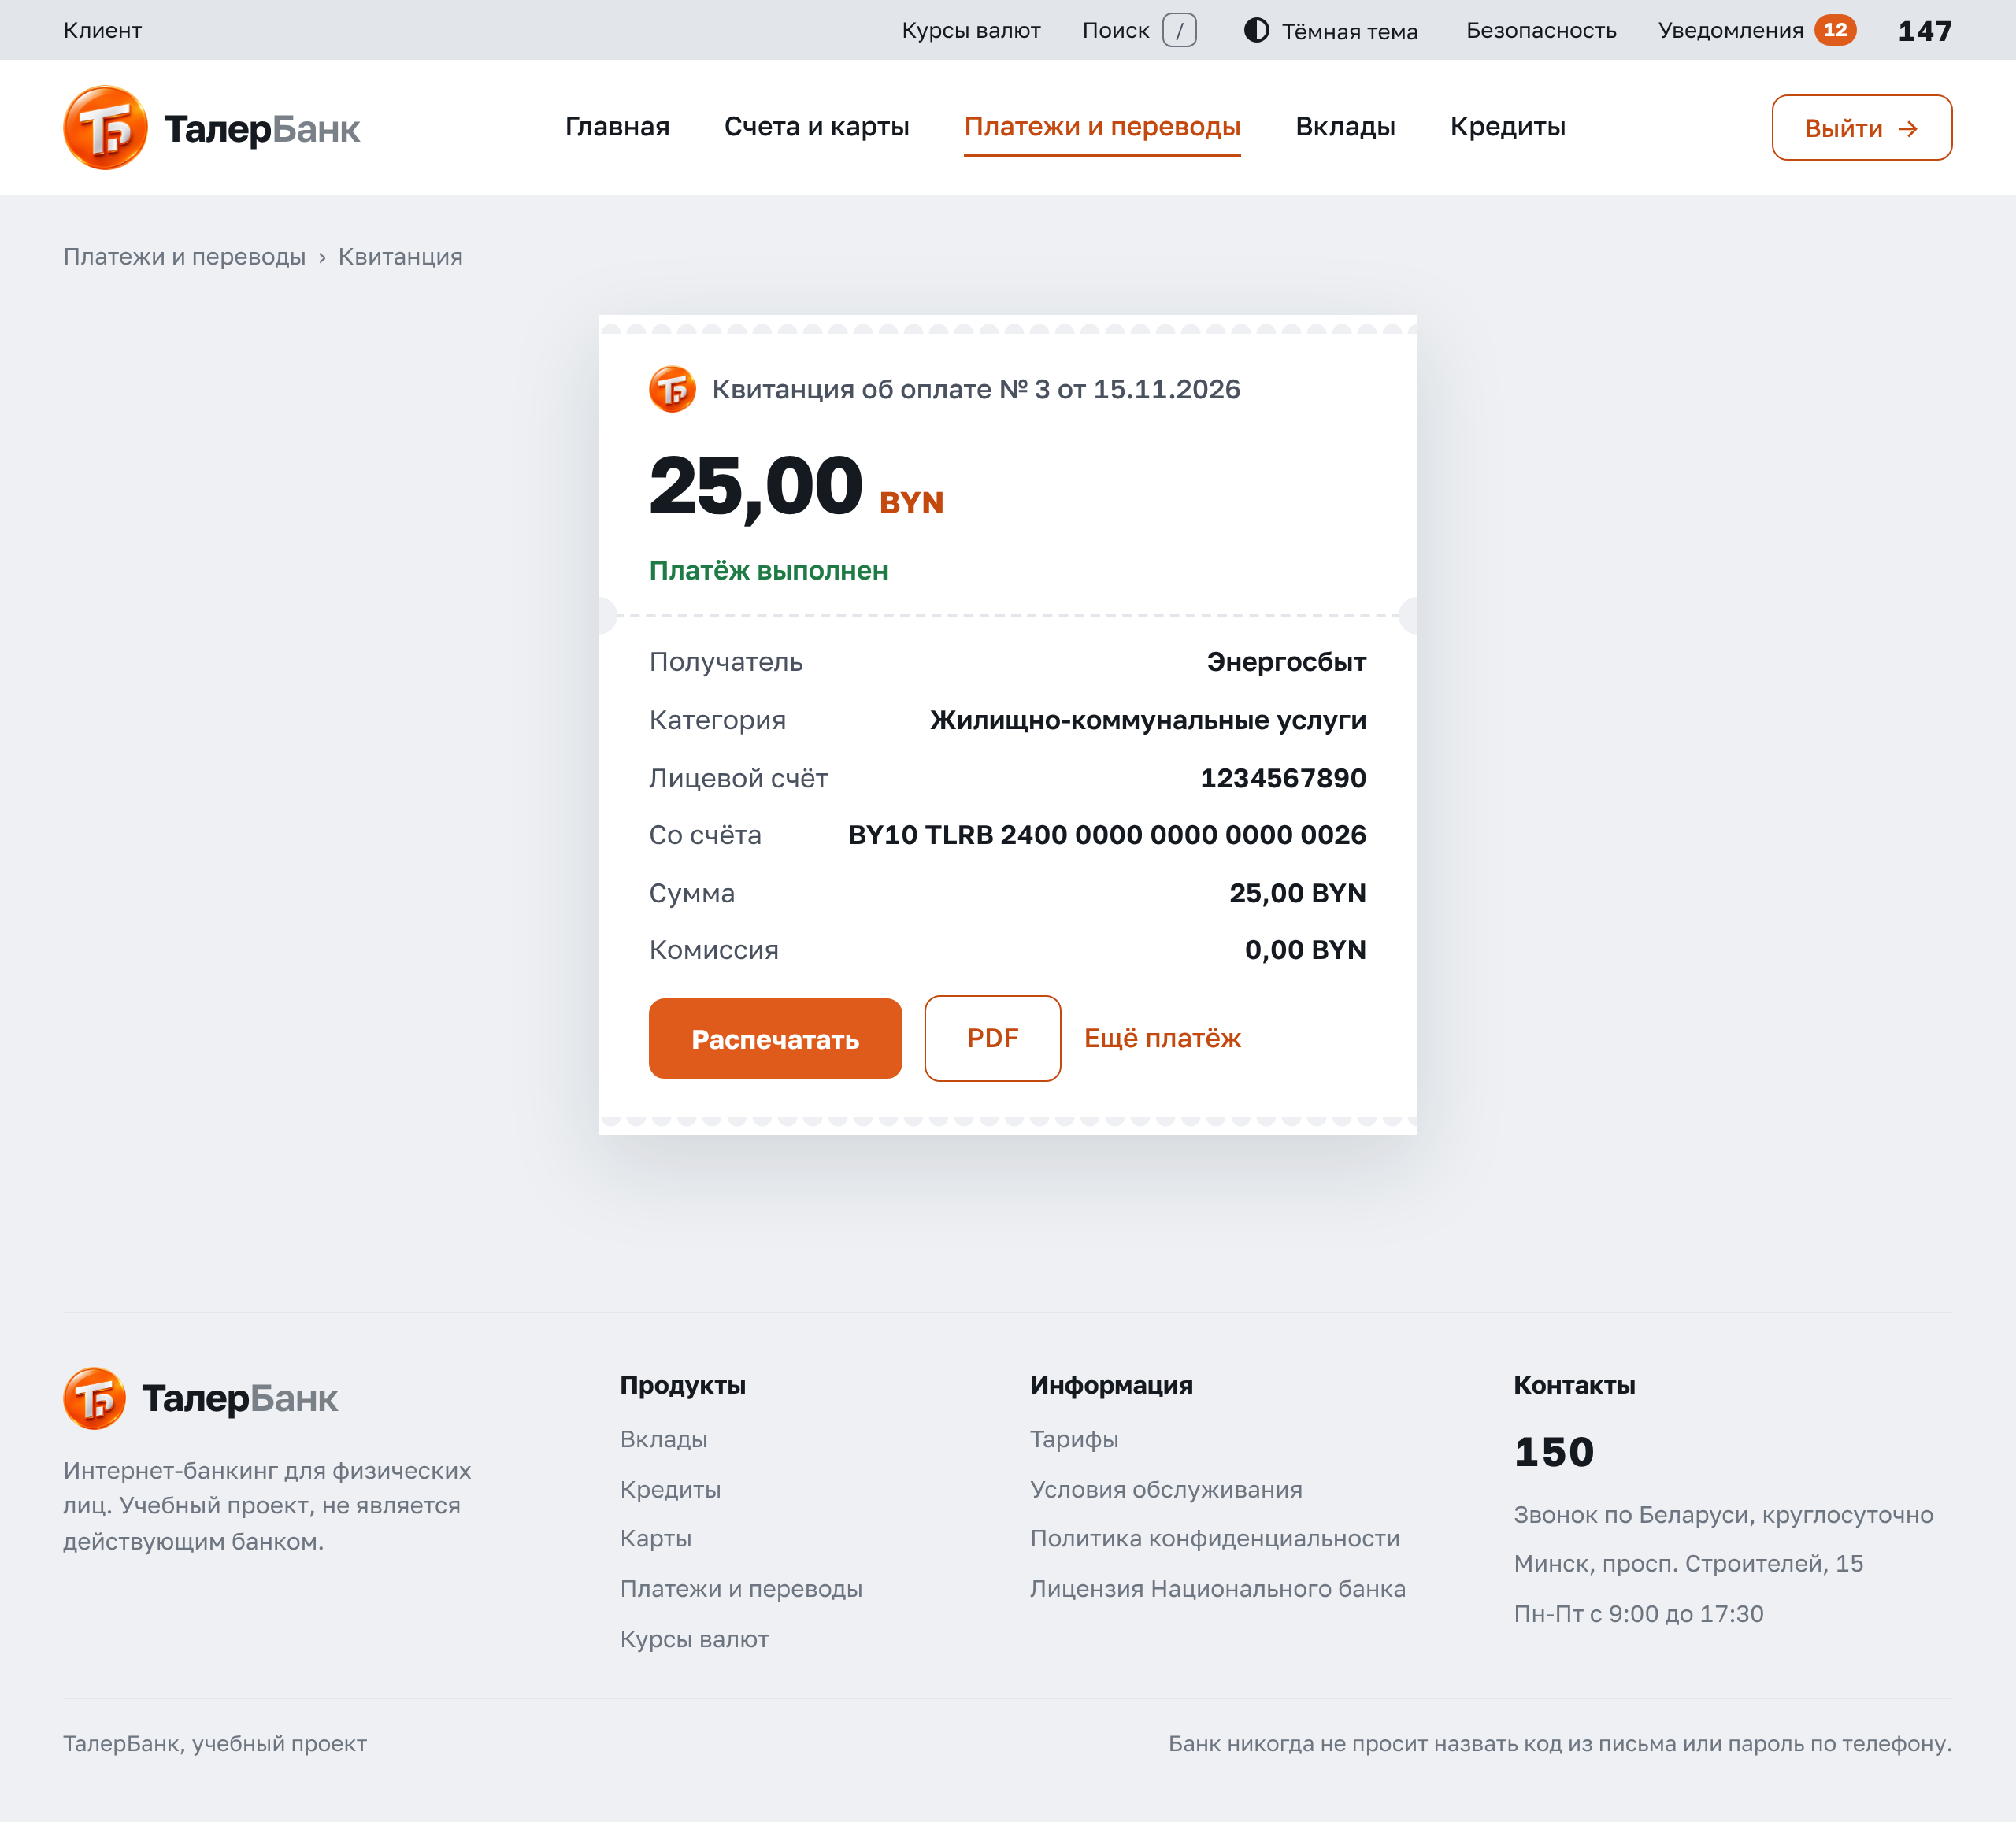 Клиент
Курсы валют Поиск / Тёмная тема Безопасность Уведомления 12 147
ТалерБанк
Главная Счета и карты Платежи и переводы Вклады Кредиты
Выйти →
Платежи и переводы › Квитанция
Квитанция об оплате № 3 от 15.11.2026
25,00 BYN
Платёж выполнен
Получатель Энергосбыт
Категория Жилищно-коммунальные услуги
Лицевой счёт 1234567890
Со счёта BY10 TLRB 2400 0000 0000 0000 0026
Сумма 25,00 BYN
Комиссия 0,00 BYN
Распечатать PDF Ещё платёж
ТалерБанк
Интернет-банкинг для физических
лиц. Учебный проект, не является
действующим банком.
Продукты
Вклады
Кредиты
Карты
Платежи и переводы
Курсы валют
Информация
Тарифы
Условия обслуживания
Политика конфиденциальности
Лицензия Национального банка
Контакты
150
Звонок по Беларуси, круглосуточно
Минск, просп. Строителей, 15
Пн-Пт с 9:00 до 17:30
ТалерБанк, учебный проект
Банк никогда не просит назвать код из письма или пароль по телефону.